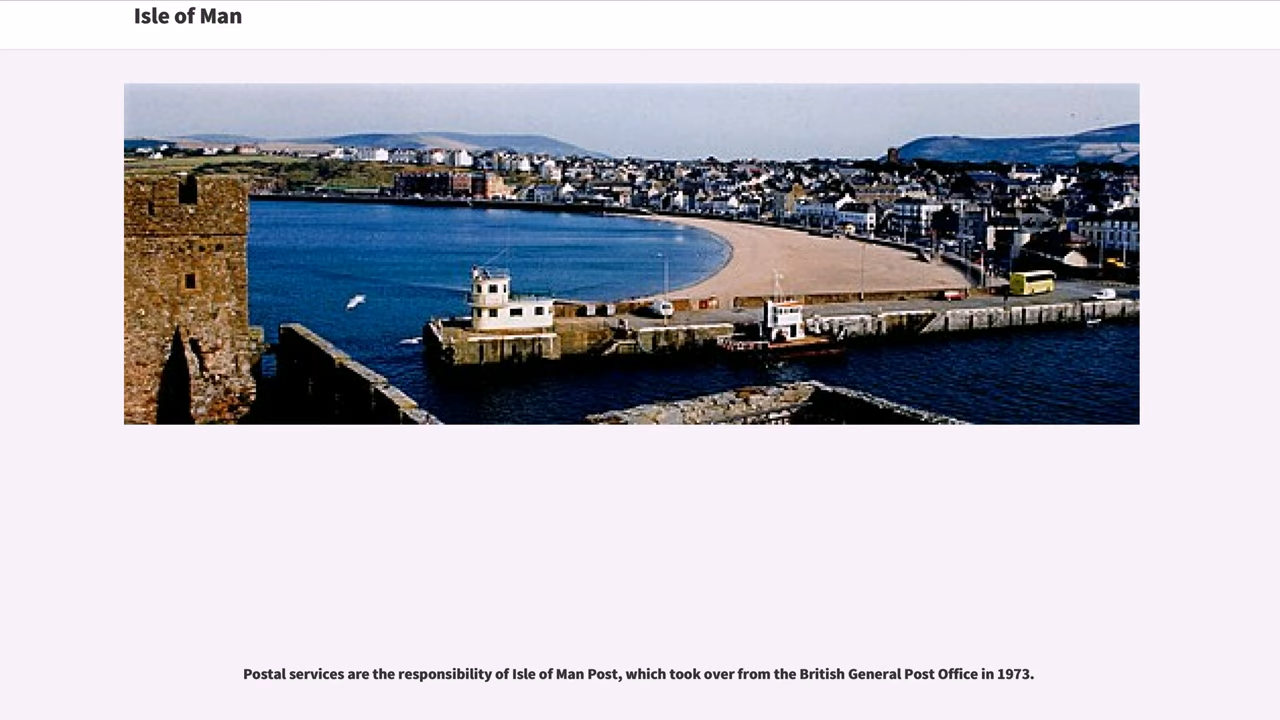 Isle of Man
Postal services are the responsibility of Isle of Man Post, which took over from the British General Post Office in 1973.